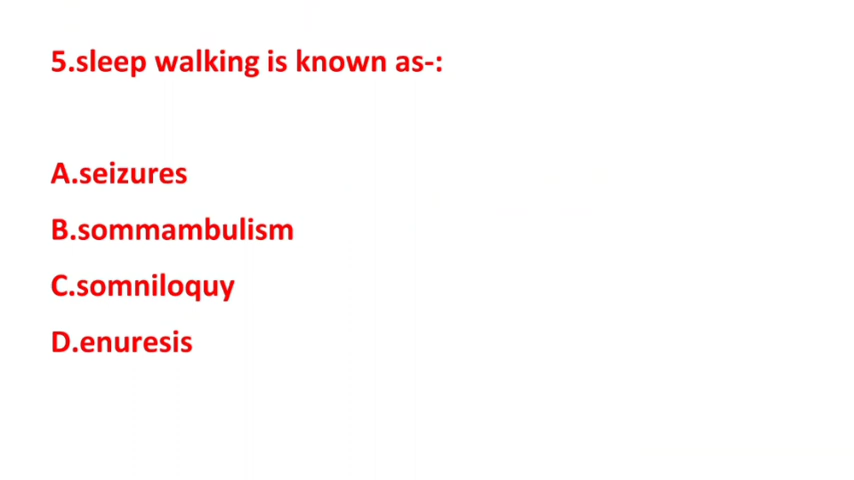 5.sleep walking is known as-:
A.seizures
B.sommambulism
C.somniloquy
D.enuresis